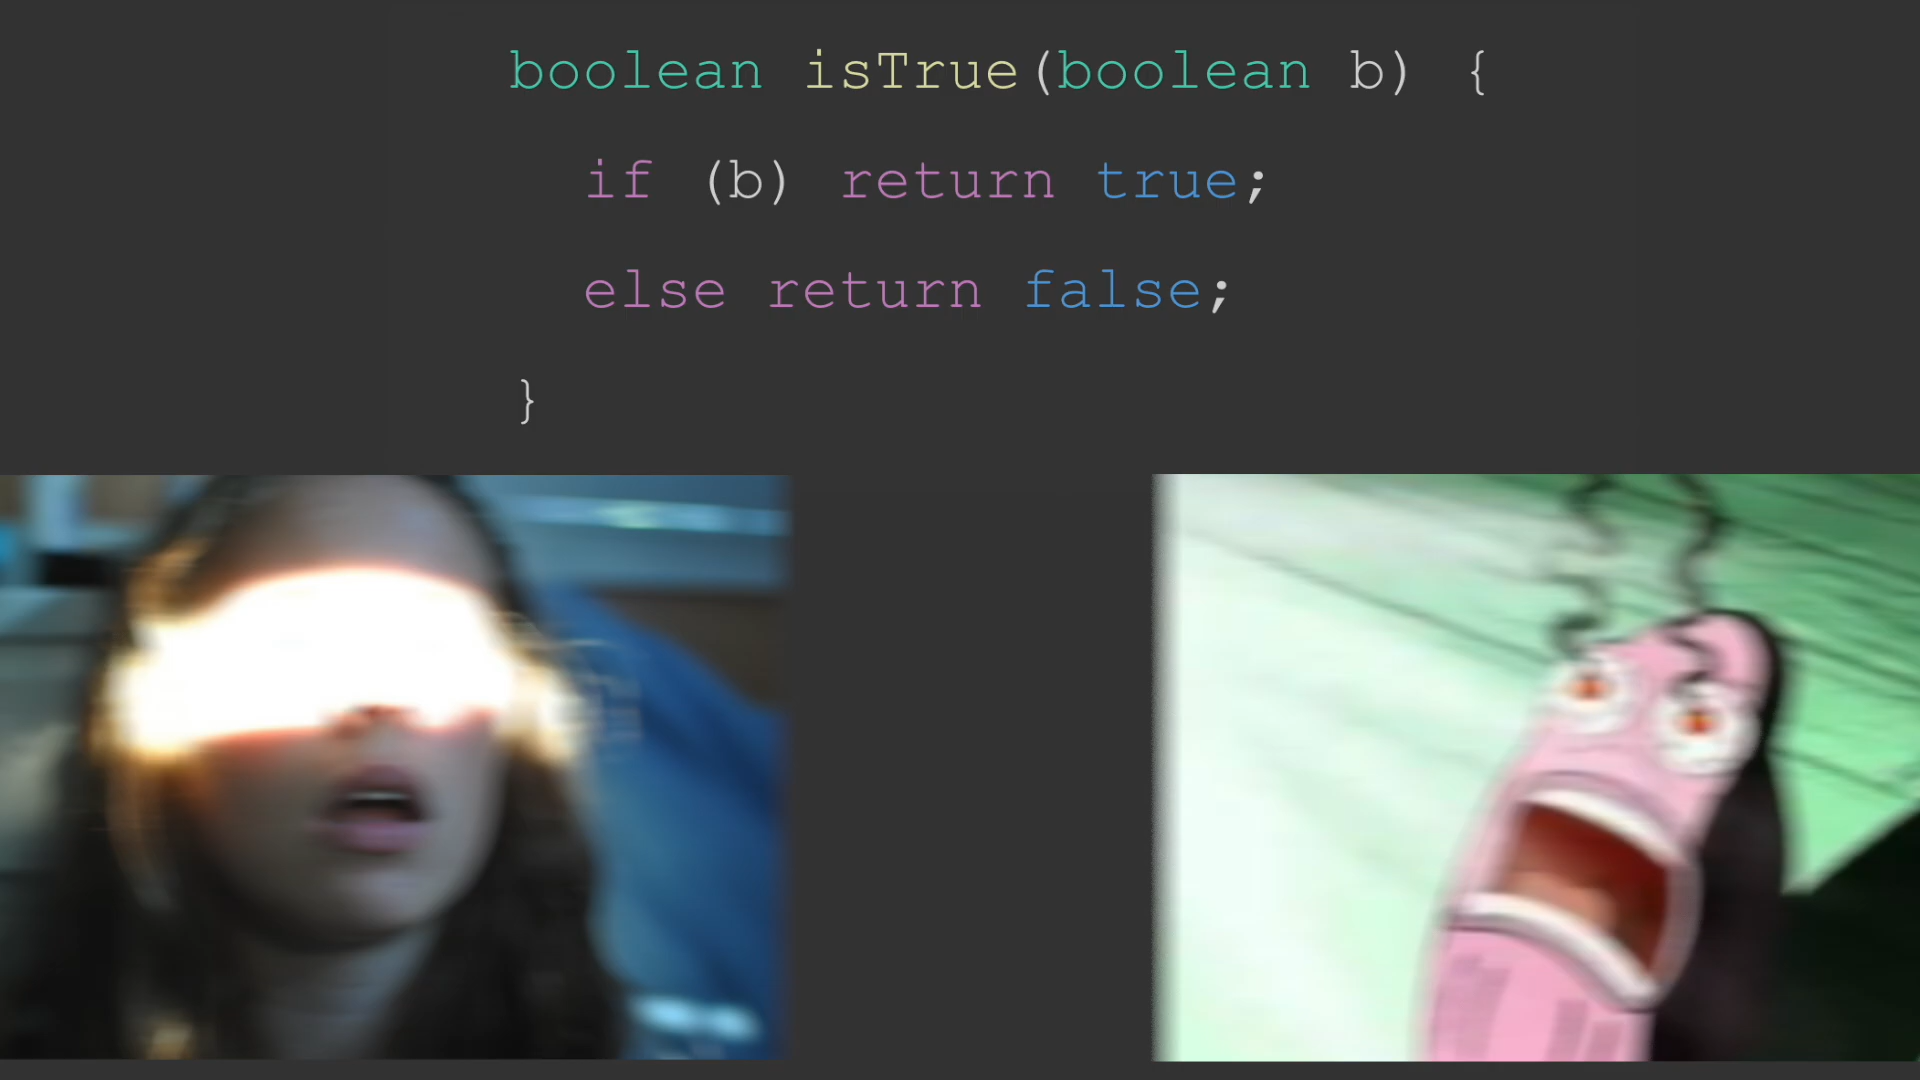 boolean isTrue(boolean b) {
if (b) return true;
else return false;
}